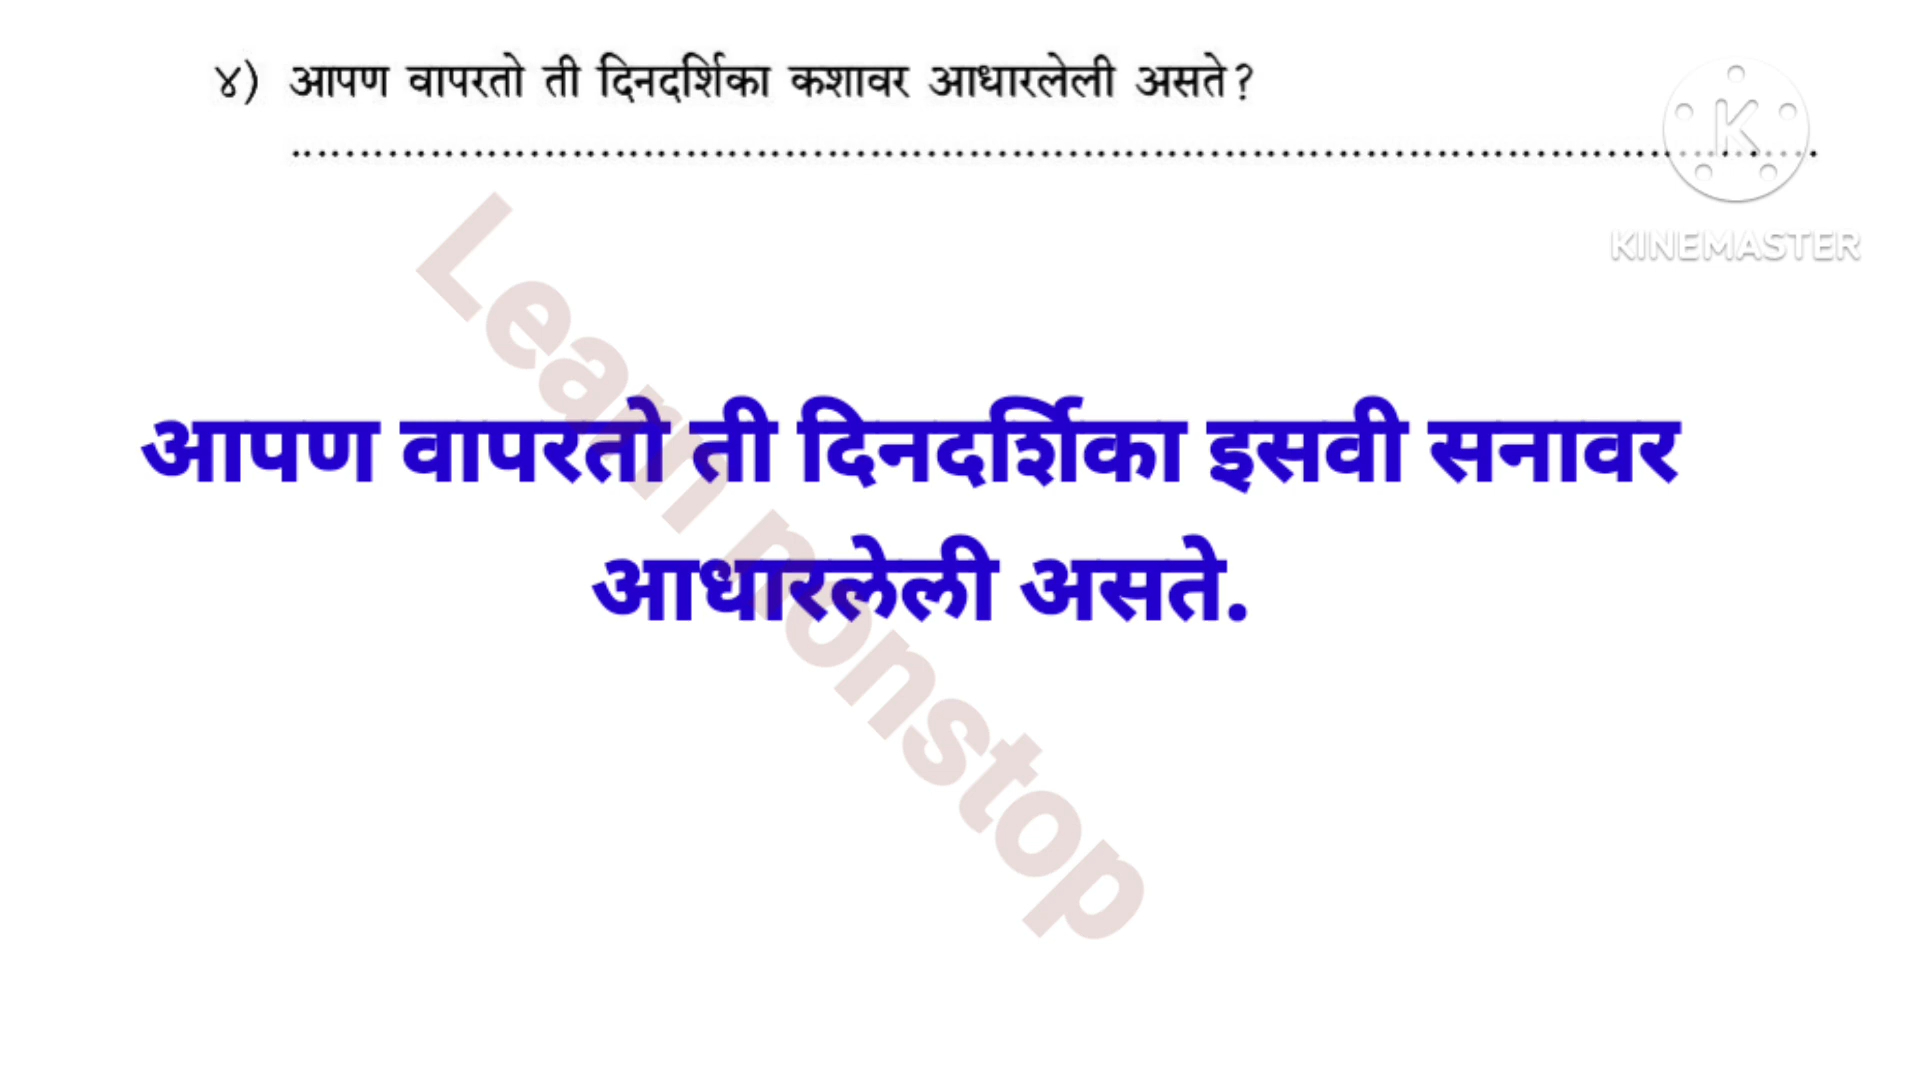 ४) आपण वापरतो ती दिनदर्शिका कशावर आधारलेली असते?
................................................................................................................
K
KINEMASTER
Learn nonstop
आपण वापरतो ती दिनदर्शिका इसवी सनावर
आधारलेली असते.